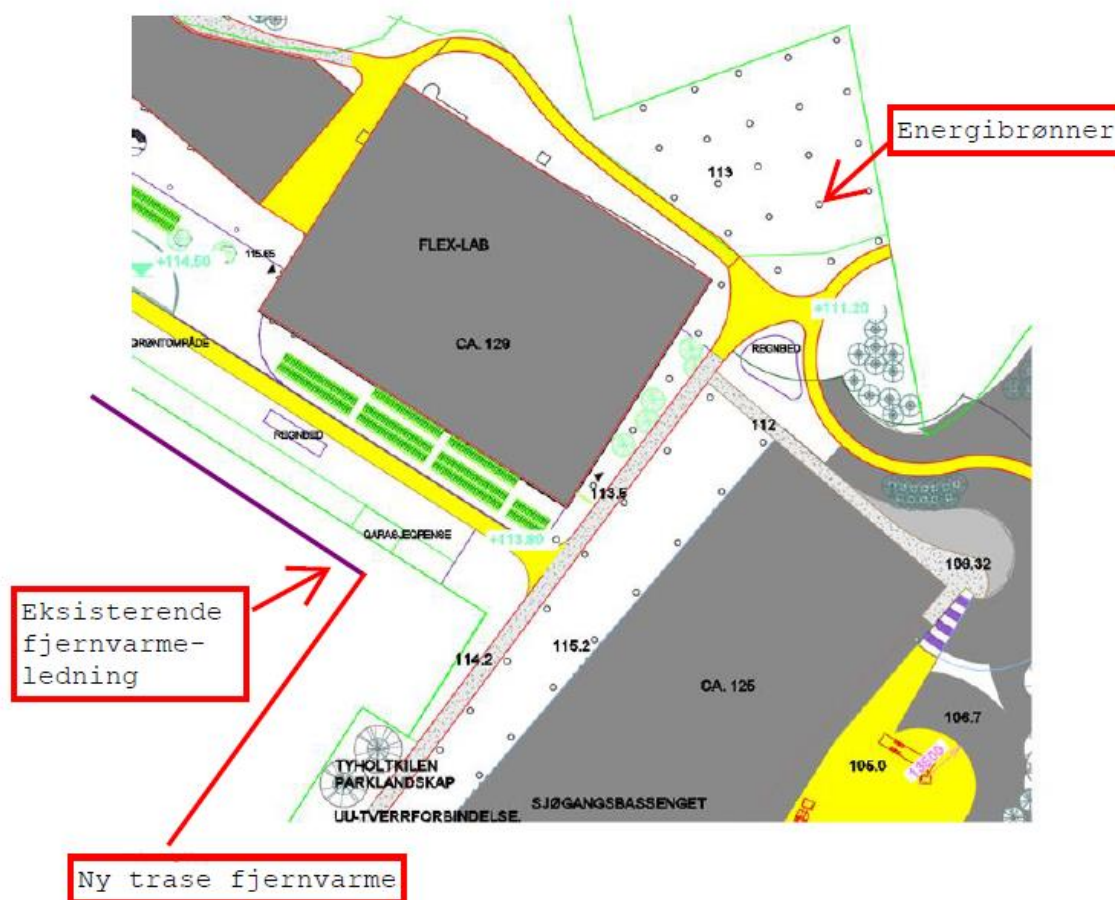 Energibrønner
113
FLEX-LAB
115.65
+114.50
+111.20
CA. 129
REGNBED
GRØNTOMRÅDE
112
REGNBED
113.5
GARASJEGRENSE
+113.80
109.32
Eksisterende
fjernvarme-
ledning
115.2
114.2
CA. 125
106.7
105.0
TYHOLTKILEN
PARKLANDSKAP
SJØGANGSBASSENGET
UU-TVERRFORBINDELSE.
Ny trase fjernvarme